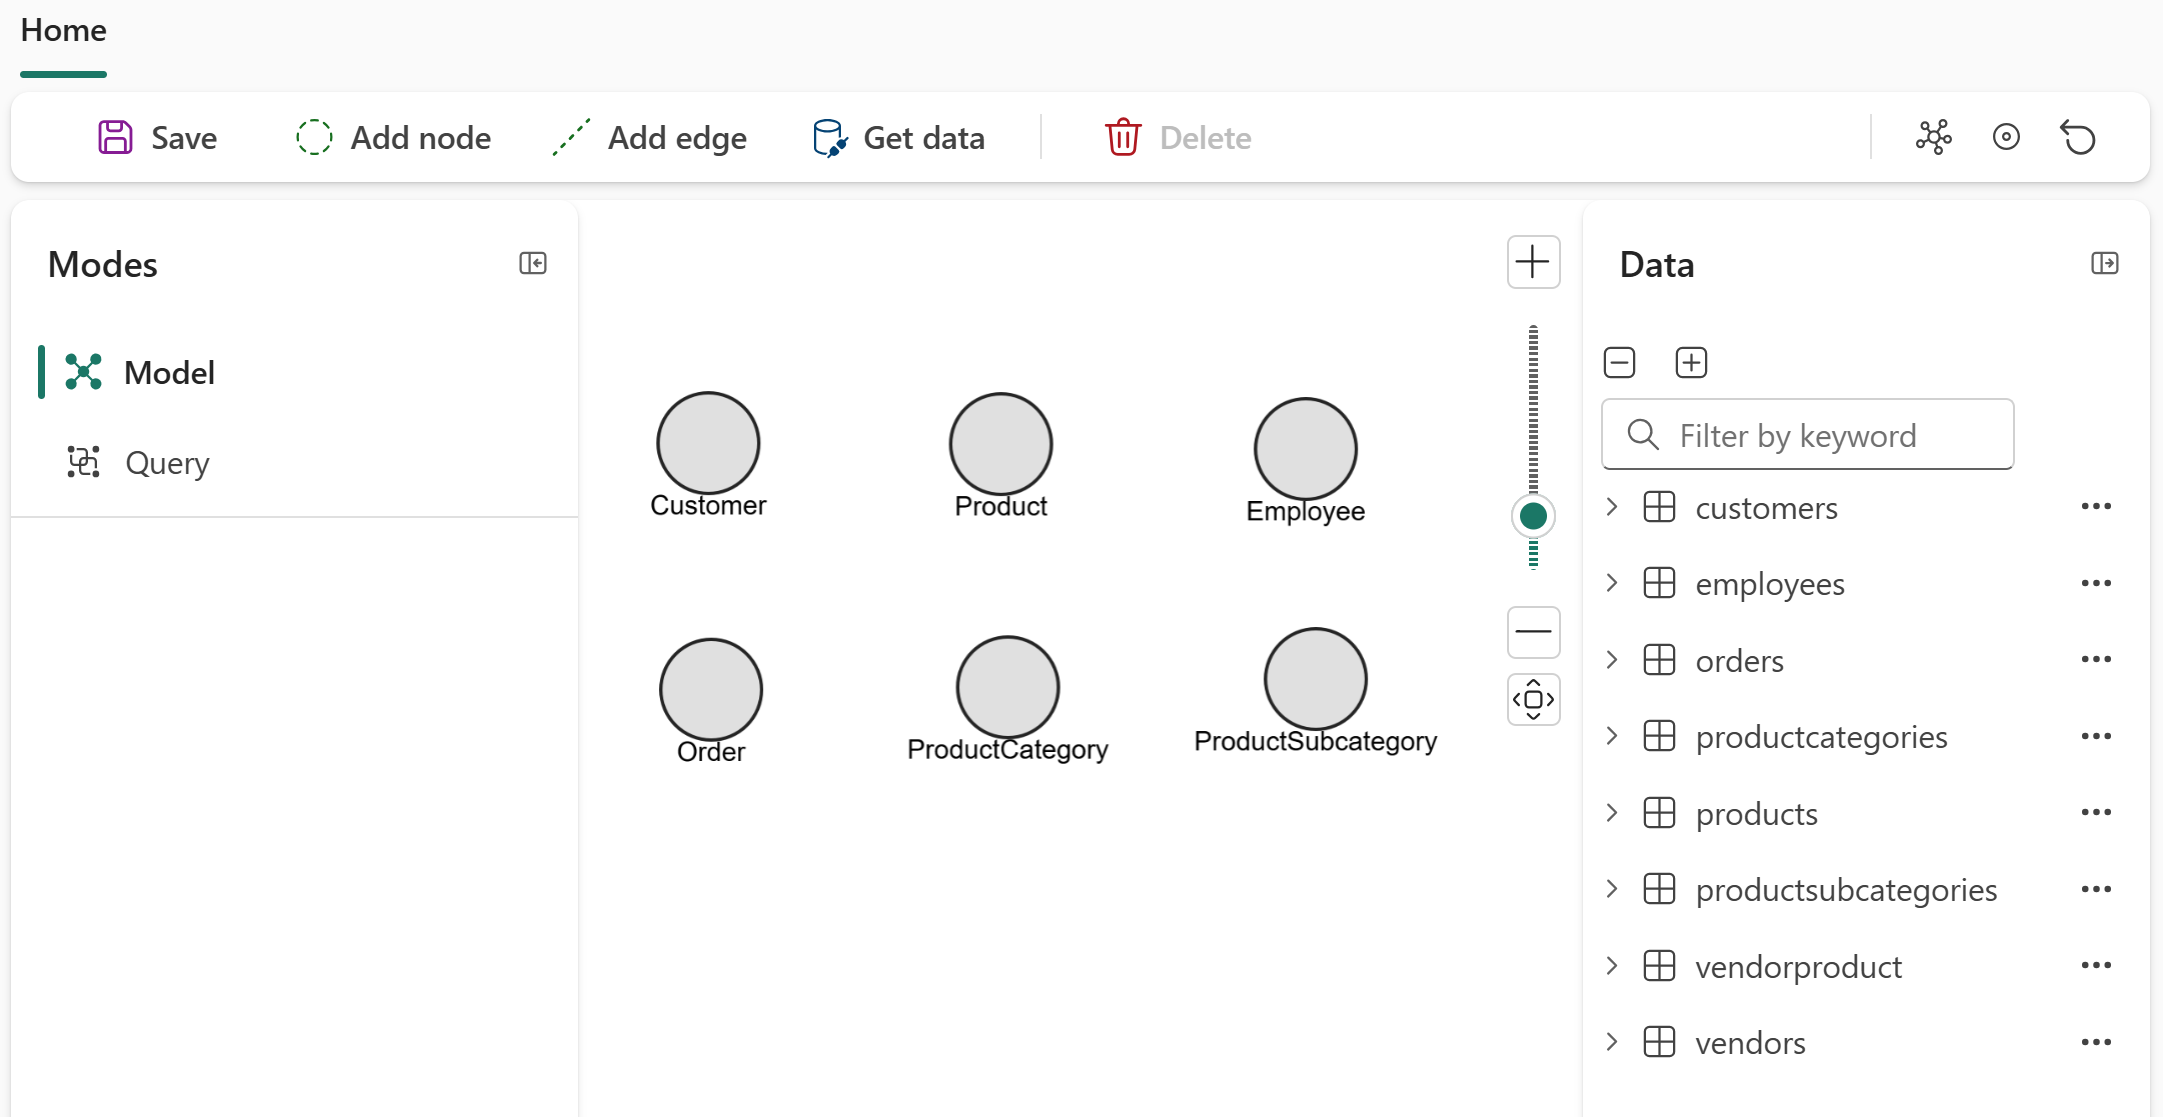 Home
Save
Add node
Add edge
Get data
Delete
Modes
Model
Query
Customer
Product
Employee
Order
ProductCategory
ProductSubcategory
Data
Filter by keyword
customers
employees
orders
productcategories
products
productsubcategories
vendorproduct
vendors